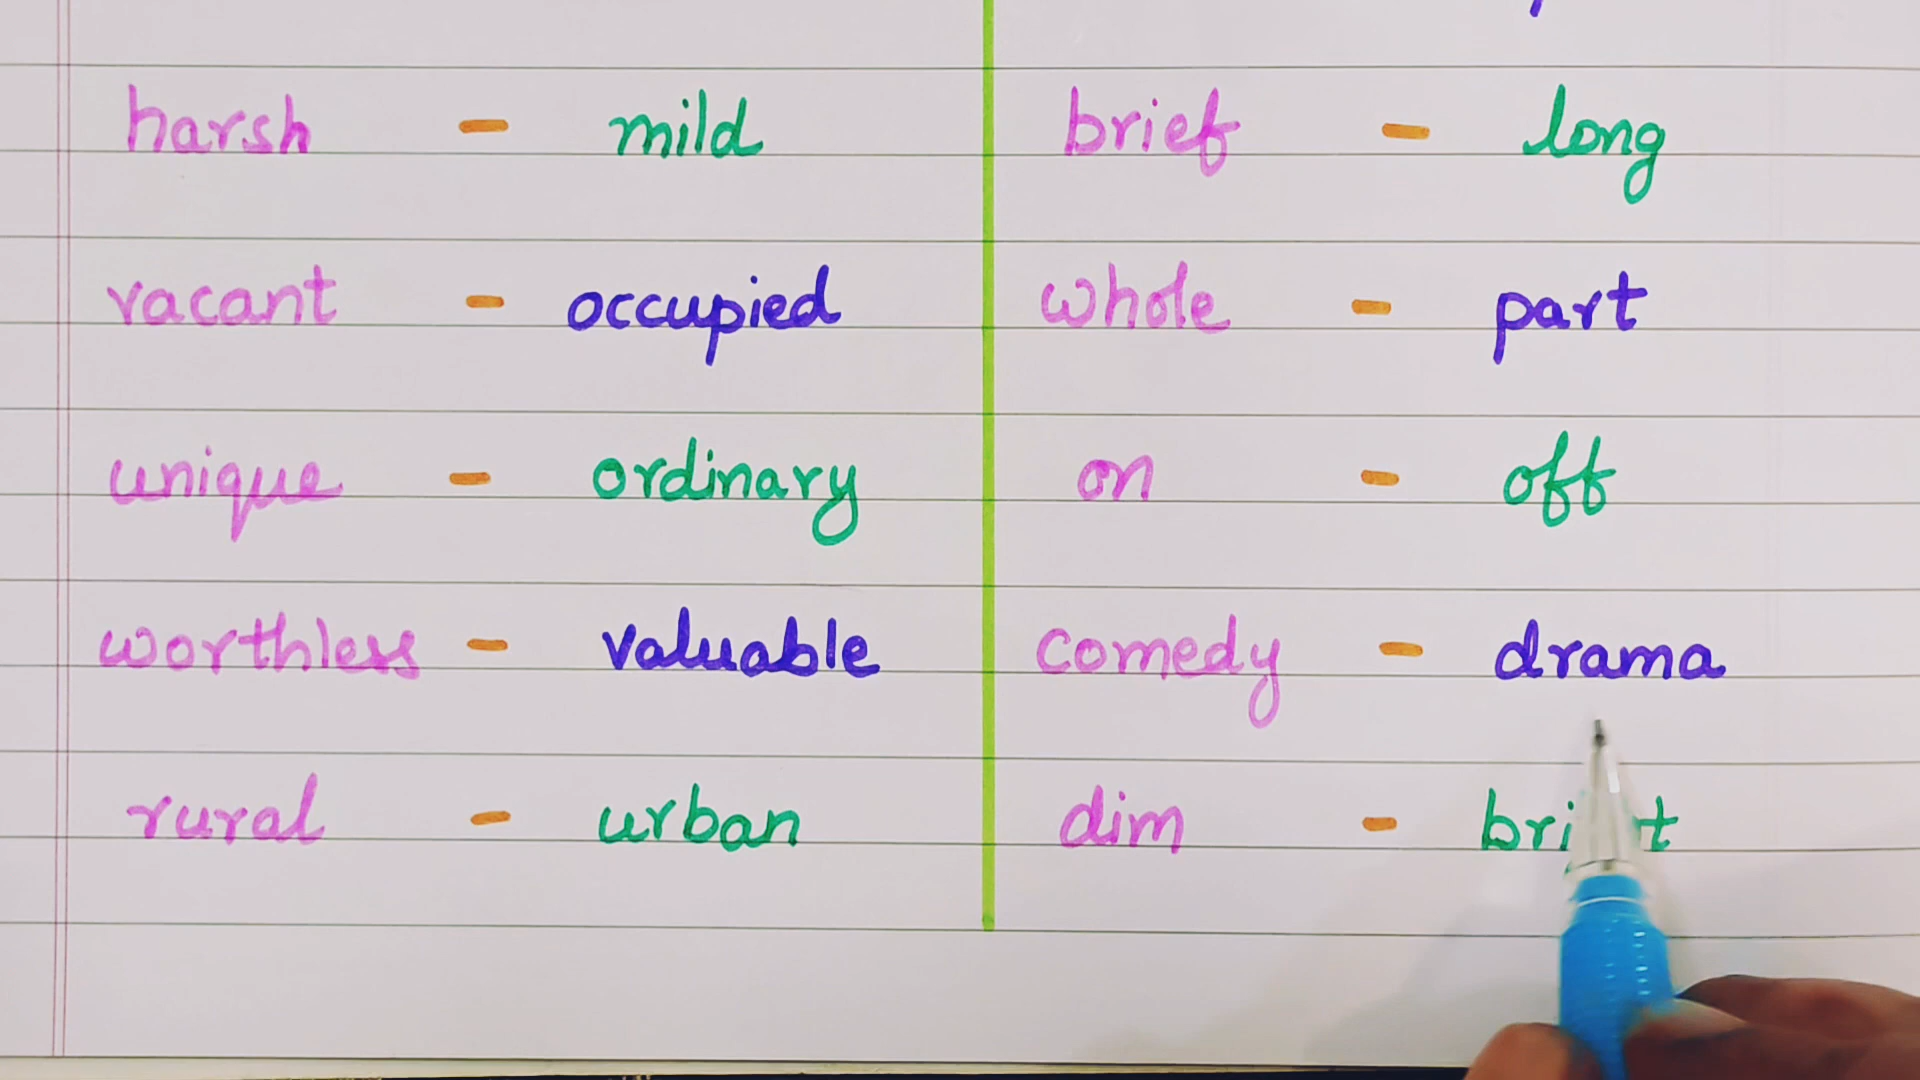 harsh - mild
vacant - occupied
unique - ordinary
worthless - valuable
rural - urban
brief - long
whole - part
on - off
comedy - drama
dim -